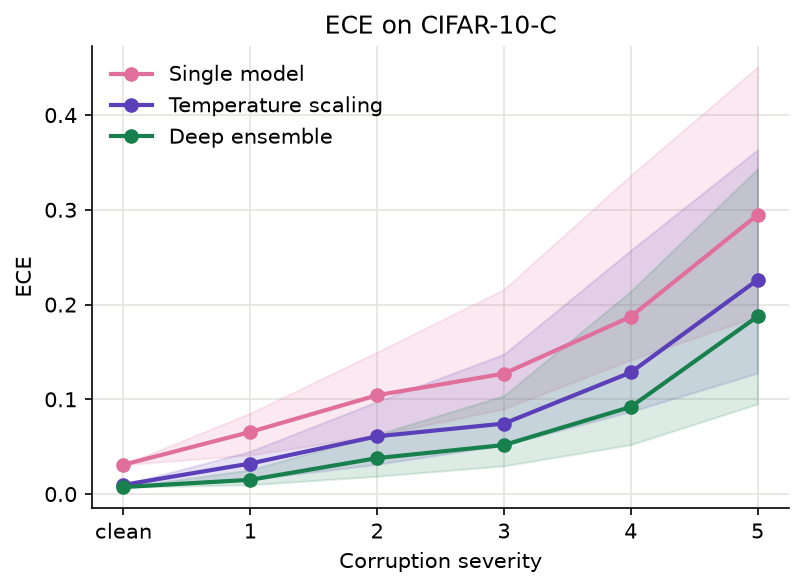 ECE on CIFAR-10-C
Single model
Temperature scaling
Deep ensemble
ECE
0.4
0.3
0.2
0.1
0.0
clean 1 2 3 4 5
Corruption severity